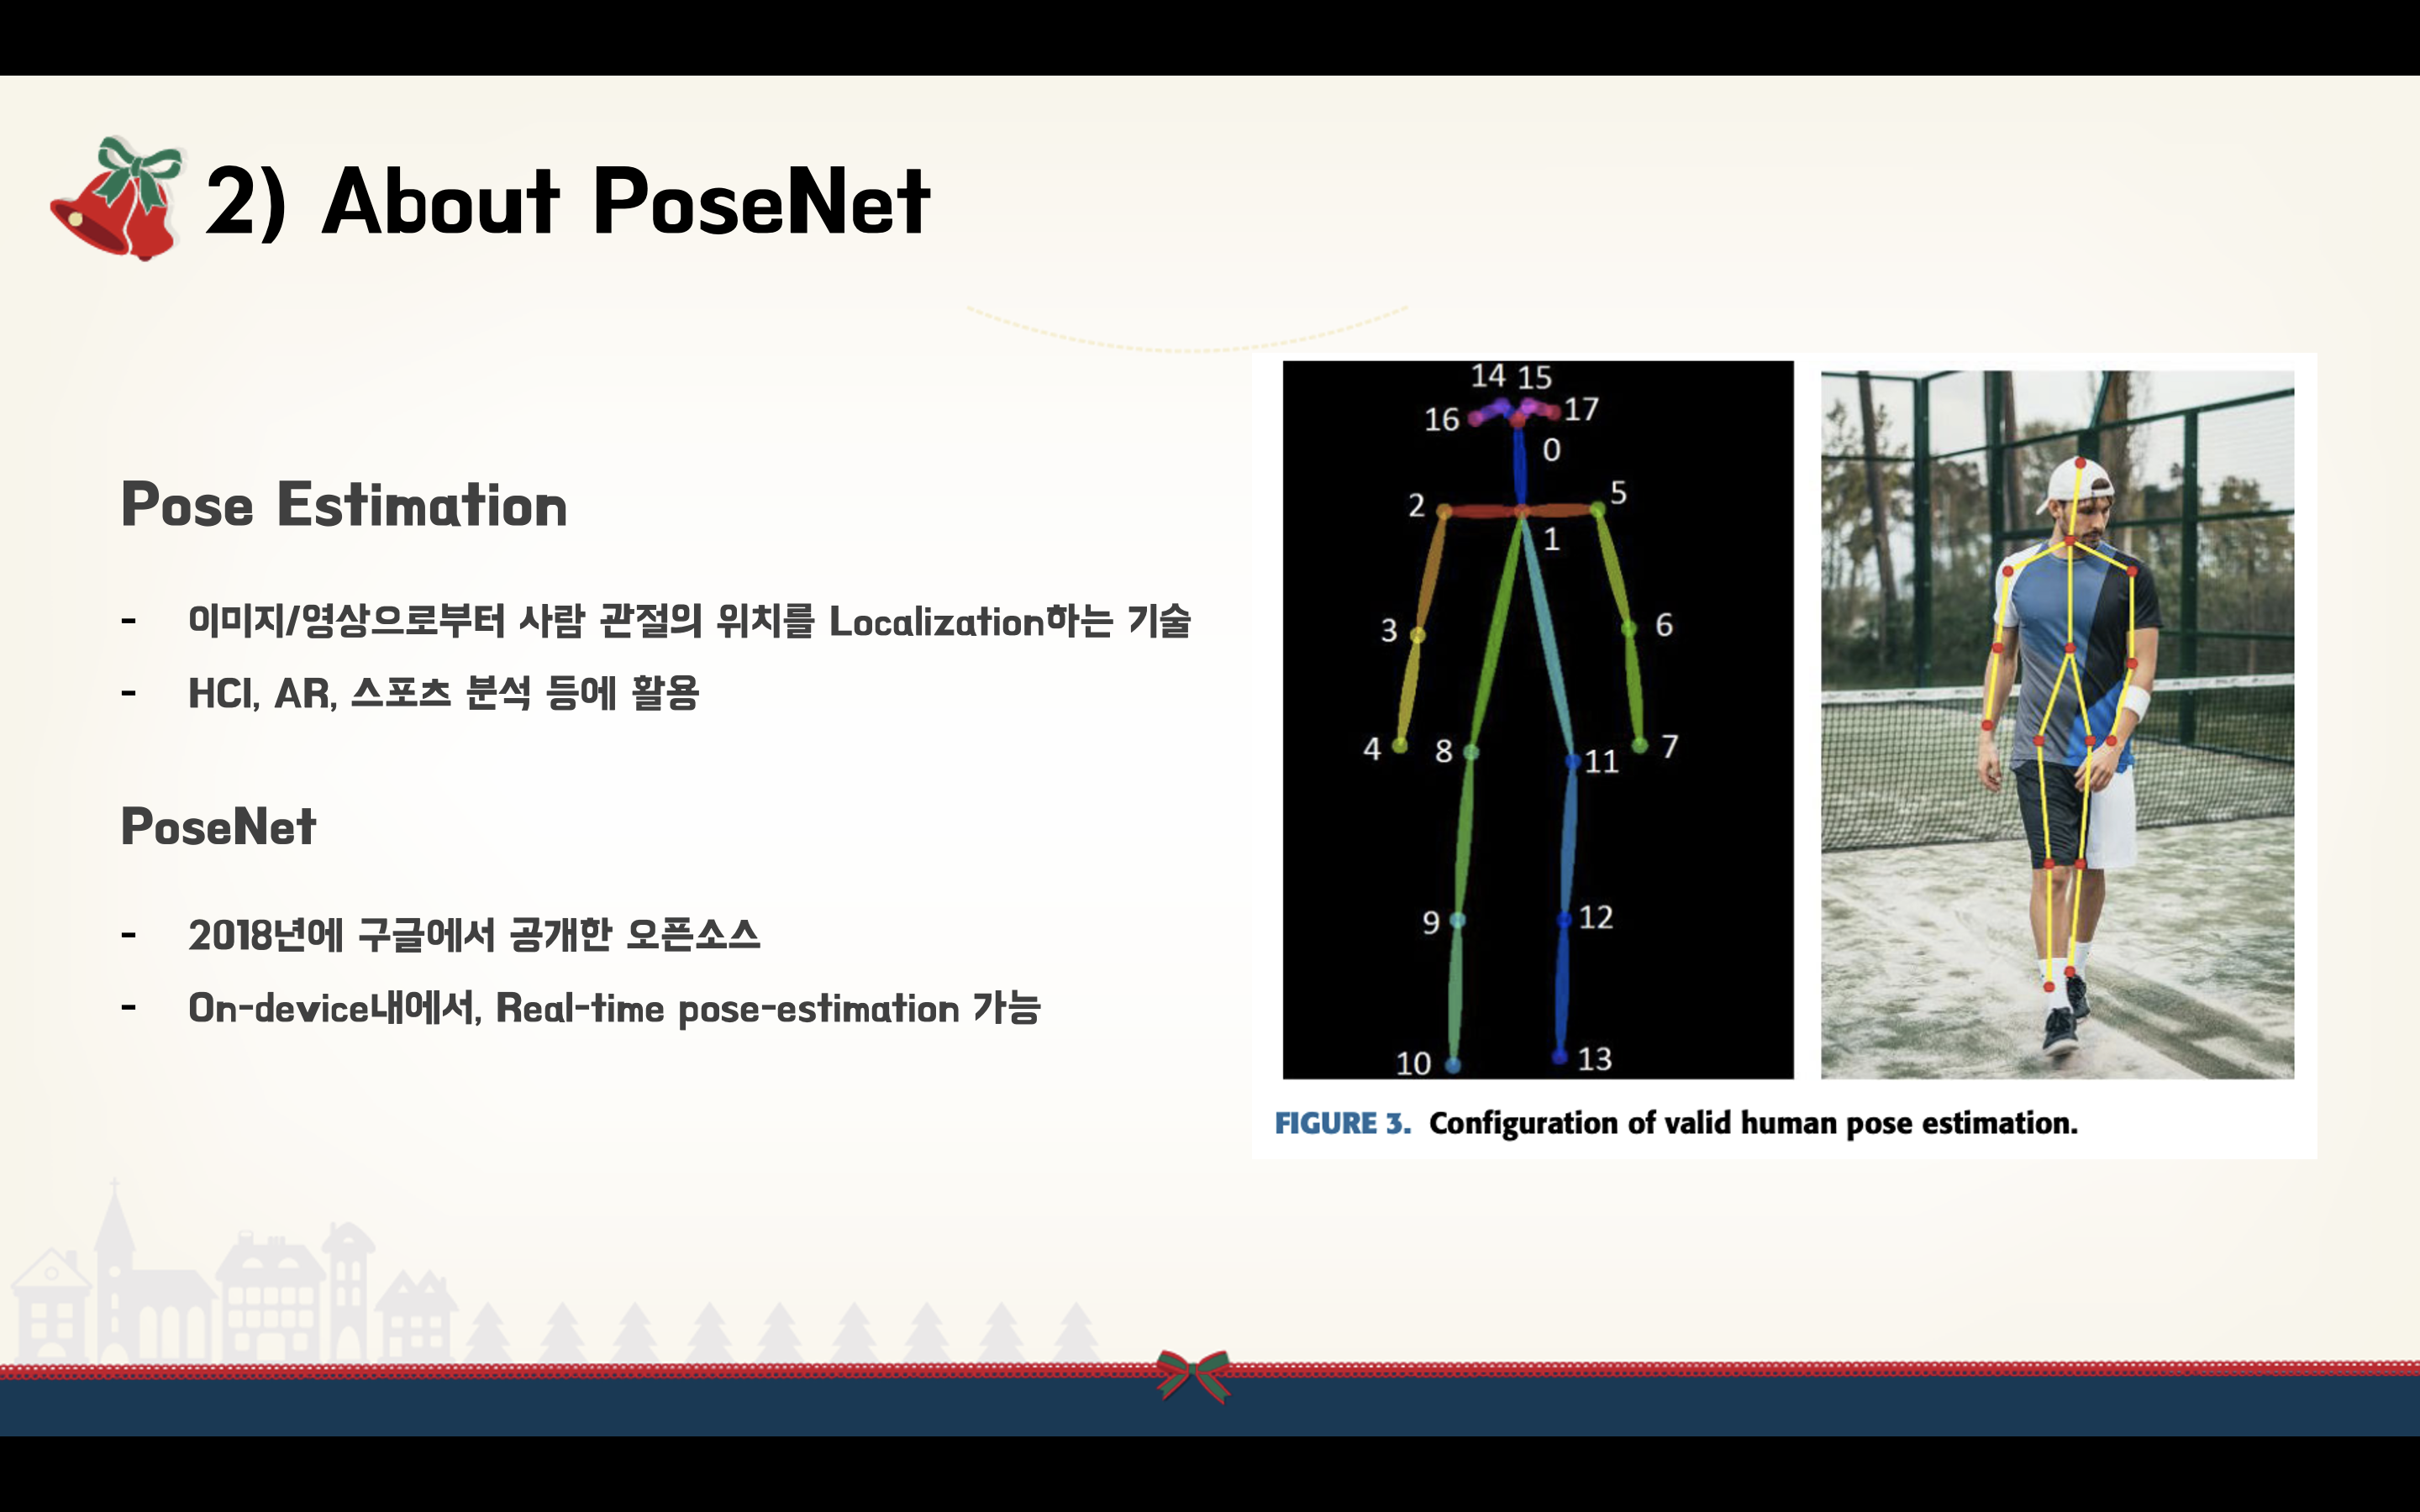 2) About PoseNet
Pose Estimation
- 이미지/영상으로부터 사람 관절의 위치를 Localization하는 기술
- HCI, AR, 스포츠 분석 등에 활용
PoseNet
- 2018년에 구글에서 공개한 오픈소스
- On-device내에서, Real-time pose-estimation 가능
14 15
16 17
0
2 5
1
3 6
4 8 11 7
9 12
10 13
FIGURE 3. Configuration of valid human pose estimation.